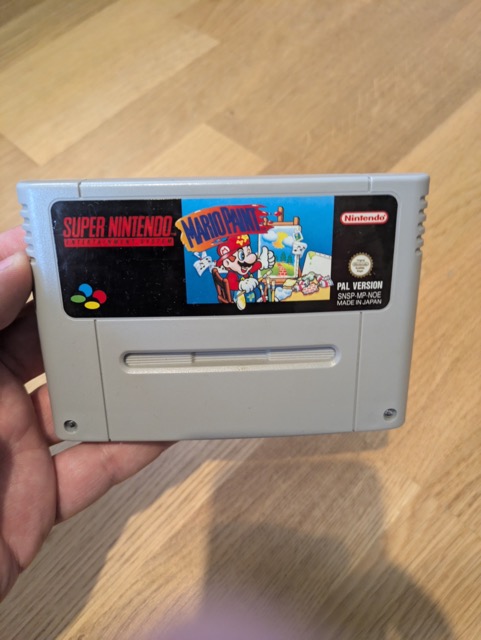 SUPER NINTENDO
ENTERTAINMENT SYSTEM
MARIO PAINT
Nintendo
PAL VERSION
SNSP-MP-NOE
MADE IN JAPAN